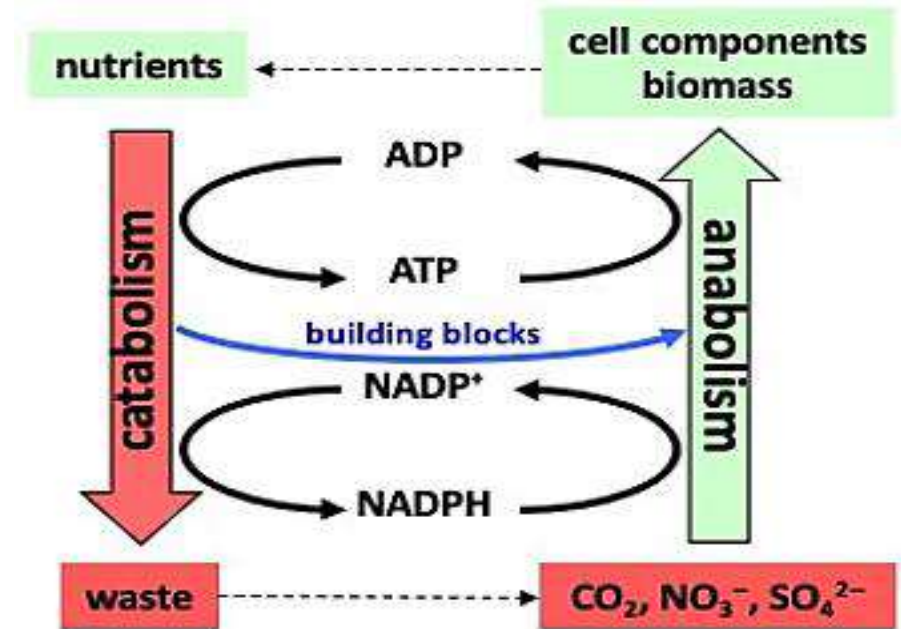 nutrients
cell components
biomass
ADP
ATP
catabolism
anabolism
building blocks
NADP⁺
NADPH
waste
CO₂, NO₃⁻, SO₄²⁻